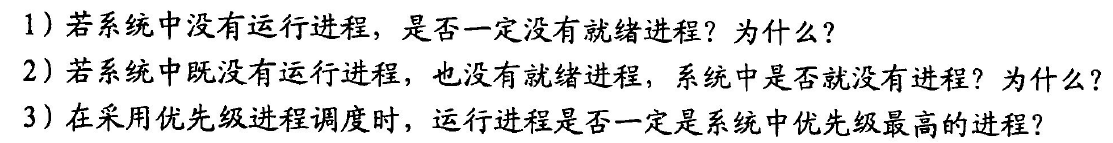 1）若系统中没有运行进程，是否一定没有就绪进程？为什么？
2）若系统中既没有运行进程，也没有就绪进程，系统中是否就没有进程？为什么？
3）在采用优先级进程调度时，运行进程是否一定是系统中优先级最高的进程？